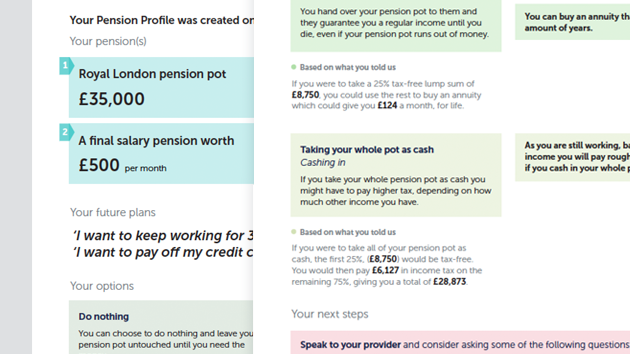 Your Pension Profile was created on
Your pension(s)
1
Royal London pension pot
£35,000
2
A final salary pension worth
£500 per month
Your future plans
‘I want to keep working for 3
‘I want to pay off my credit c
Your options
Do nothing
You can choose to do nothing and leave you
pension pot untouched until you need the
You hand over your pension pot to them and
they guarantee you a regular income until you
die, even if your pension pot runs out of money.
Based on what you told us
If you were to take a 25% tax-free lump sum of
£8,750, you could use the rest to buy an annuity
which could give you £124 a month, for life.
Taking your whole pot as cash
Cashing in
If you take your whole pension pot as cash you
might have to pay higher tax, depending on how
much other income you have.
Based on what you told us
If you were to take all of your pension pot as
cash, the first 25%, (£8,750) would be tax-free.
You would then pay £6,127 in income tax on the
remaining 75%, giving you a total of £28,873.
Your next steps
Speak to your provider and consider asking some of the following questions
You can buy an annuity th
amount of years.
As you are still working, ba
income you will pay rough
if you cash in your whole p